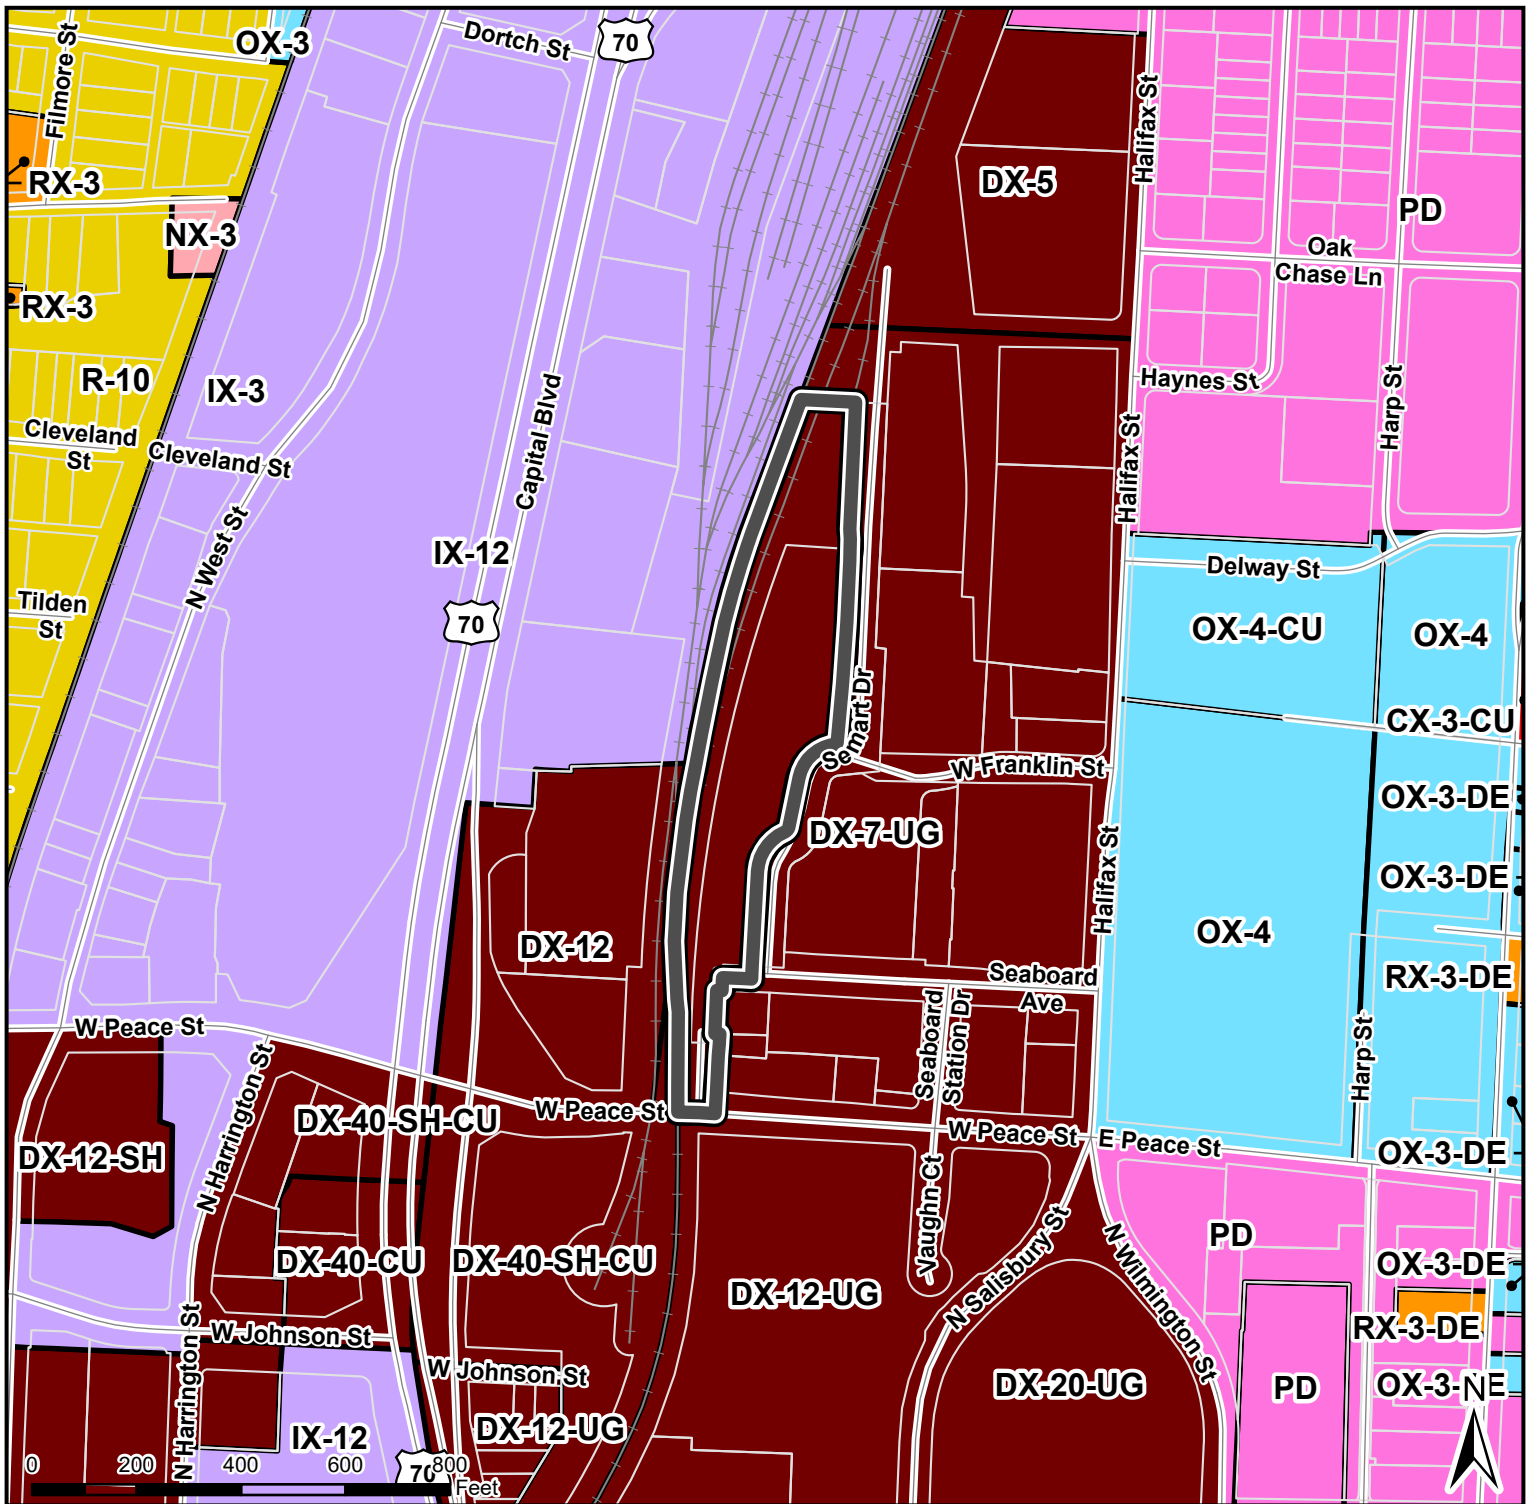 Filmore St
OX-3
Dortch St
70
Halifax St
RX-3
DX-5
NX-3
PD
Oak
Chase Ln
RX-3
R-10
IX-3
Haynes St
Harp St
Capital Blvd
Cleveland
St
Cleveland St
Halifax St
N West St
IX-12
Delway St
Tilden
St
70
OX-4-CU
OX-4
Semart Dr
CX-3-CU
W Franklin St
OX-3-DE
DX-7-UG
Halifax St
OX-3-DE
DX-12
OX-4
RX-3-DE
Seaboard
Ave
Seaboard
Station Dr
W Peace St
Harp St
N Harrington St
DX-40-SH-CU
W Peace St
W Peace St
E Peace St
DX-12-SH
OX-3-DE
Vaughn Ct
N Salisbury St
N Wilmington St
PD
DX-40-CU
DX-40-SH-CU
OX-3-DE
DX-12-UG
W Johnson St
RX-3-DE
N Harrington St
W Johnson St
DX-20-UG
PD
OX-3-DE
N
DX-12-UG
IX-12
70
0 200 400 600 800
Feet